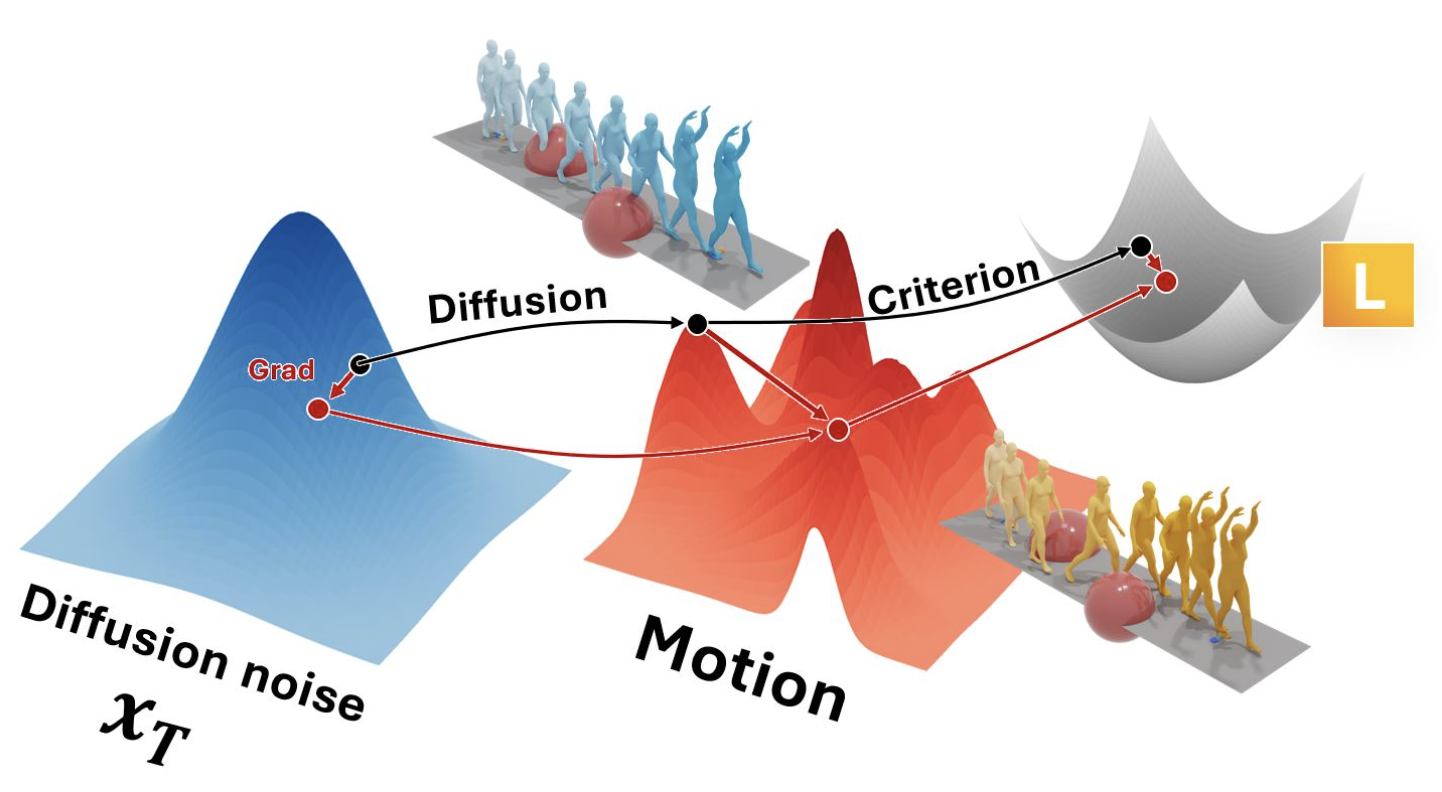 Diffusion
Criterion
L
Grad
Diffusion noise
x_T
Motion